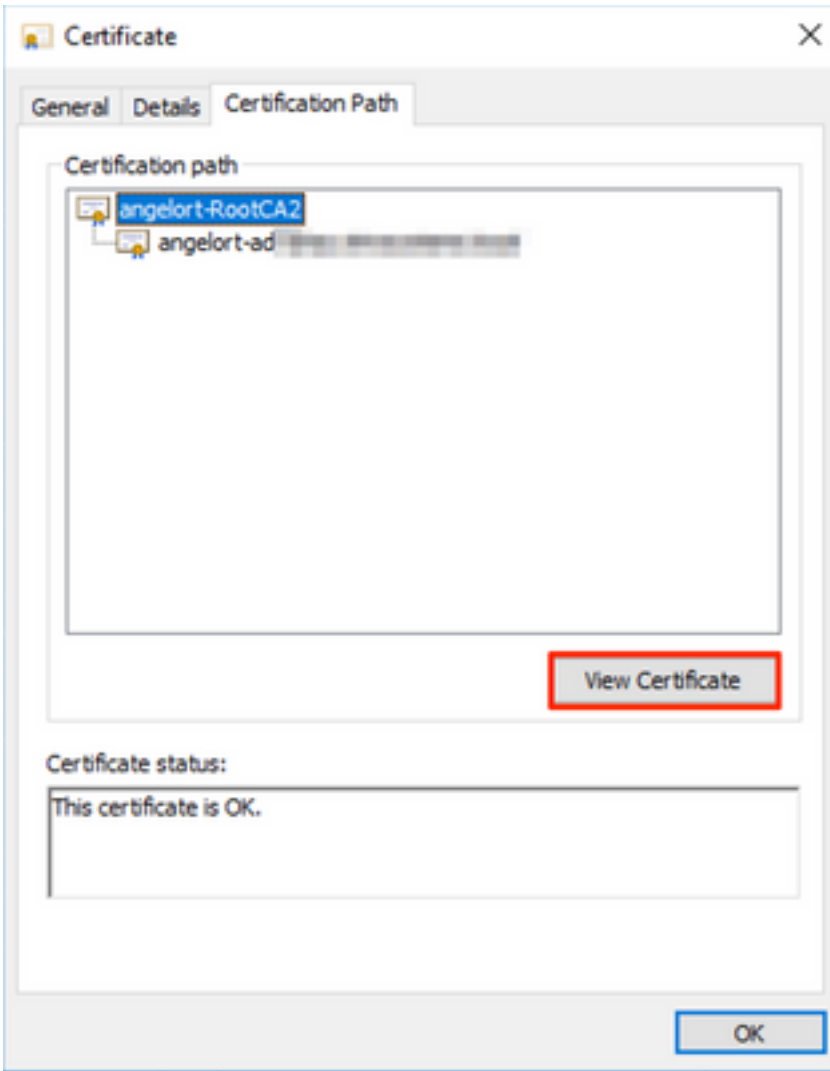 Certificate
General Details Certification Path
Certification path
angelort-RootCA2
angelort-ad
View Certificate
Certificate status:
This certificate is OK.
OK